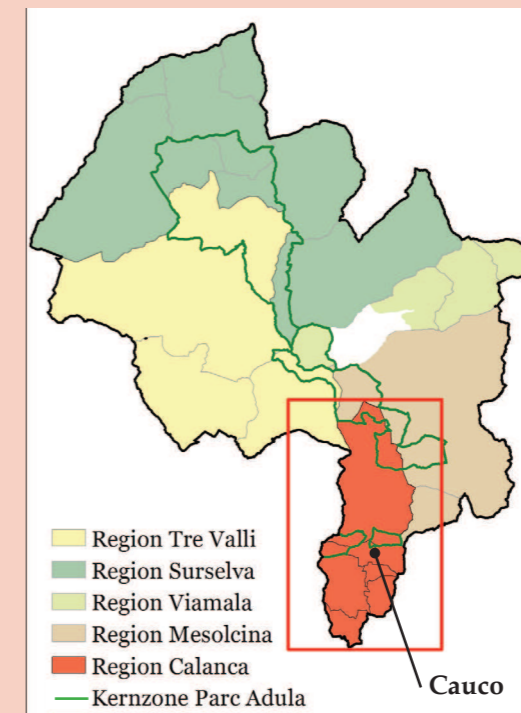 Region Tre Valli
Region Surselva
Region Viamala
Region Mesolcina
Region Calanca
Kernzone Parc Adula
Cauco